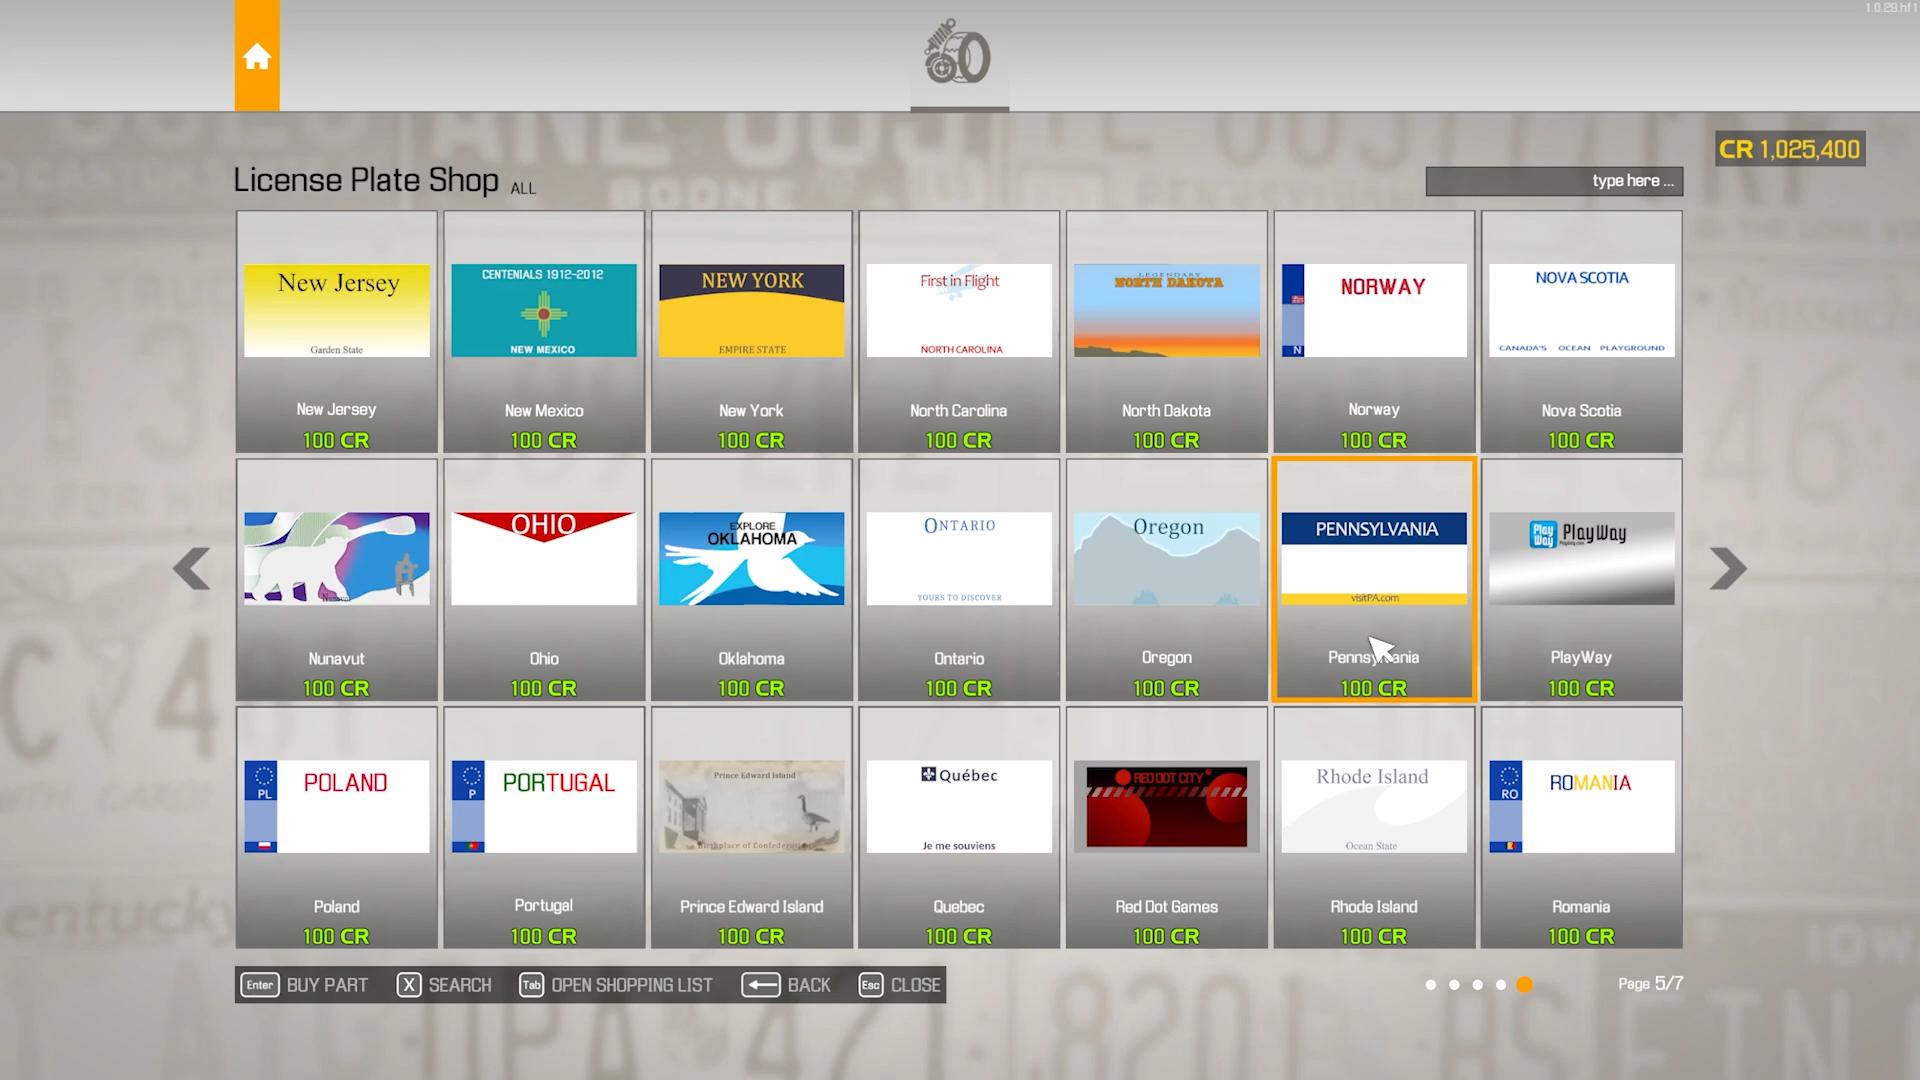 1.0.29.hf1
CR 1,025,400
License Plate Shop ALL
type here ...
New Jersey
Garden State
New Jersey
100 CR
CENTENIALS 1912-2012
NEW MEXICO
New Mexico
100 CR
NEW YORK
EMPIRE STATE
New York
100 CR
First in Flight
NORTH CAROLINA
North Carolina
100 CR
LEGENDARY
NORTH DAKOTA
North Dakota
100 CR
NORWAY
N
Norway
100 CR
NOVA SCOTIA
CANADA'S OCEAN PLAYGROUND
Nova Scotia
100 CR
Nunavut
Nunavut
100 CR
OHIO
Ohio
100 CR
EXPLORE
OKLAHOMA
Oklahoma
100 CR
ONTARIO
YOURS TO DISCOVER
Ontario
100 CR
Oregon
Oregon
100 CR
PENNSYLVANIA
visitPA.com
Pennsylvania
100 CR
Play Way
PlayWay
PlayWay
100 CR
PL
POLAND
Poland
100 CR
P
PORTUGAL
Portugal
100 CR
Prince Edward Island
Birthplace of Confederation
Prince Edward Island
100 CR
Québec
Je me souviens
Quebec
100 CR
RED DOT CITY
Red Dot Games
100 CR
Rhode Island
Ocean State
Rhode Island
100 CR
RO
ROMANIA
Romania
100 CR
Enter BUY PART X SEARCH Tab OPEN SHOPPING LIST BACK Esc CLOSE
Page 5/7